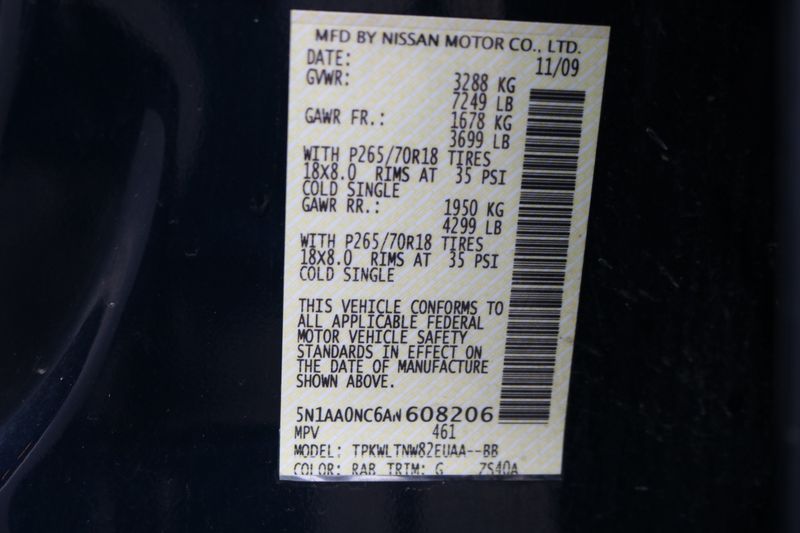 MFD BY NISSAN MOTOR CO., LTD.
DATE: 11/09
GVWR: 3288 KG
7249 LB
GAWR FR.: 1678 KG
3699 LB
WITH P265/70R18 TIRES
18X8.0 RIMS AT 35 PSI
COLD SINGLE
GAWR RR.: 1950 KG
4299 LB
WITH P265/70R18 TIRES
18X8.0 RIMS AT 35 PSI
COLD SINGLE
THIS VEHICLE CONFORMS TO
ALL APPLICABLE FEDERAL
MOTOR VEHICLE SAFETY
STANDARDS IN EFFECT ON
THE DATE OF MANUFACTURE
SHOWN ABOVE.
5N1AA0NC6AN608206
MPV 461
MODEL: TPKWLTNW82EUAA--BB
COLOR: RAB TRIM: G ZS40A